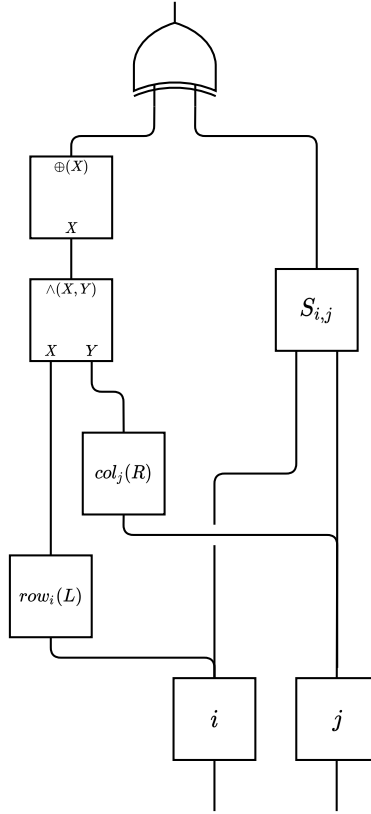 ⊕(X)
X
∧(X, Y)
X Y
S_{i,j}
col_j(R)
row_i(L)
i j